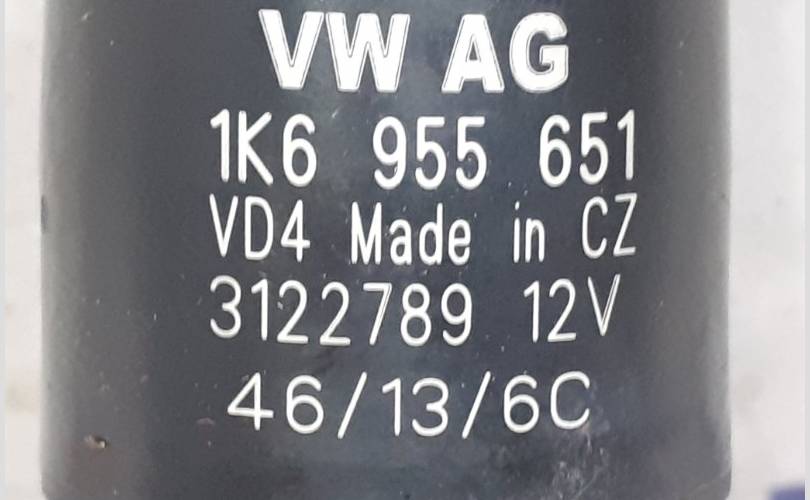 VW AG
1K6 955 651
VD4 Made in CZ
3122789 12V
46/13/6C